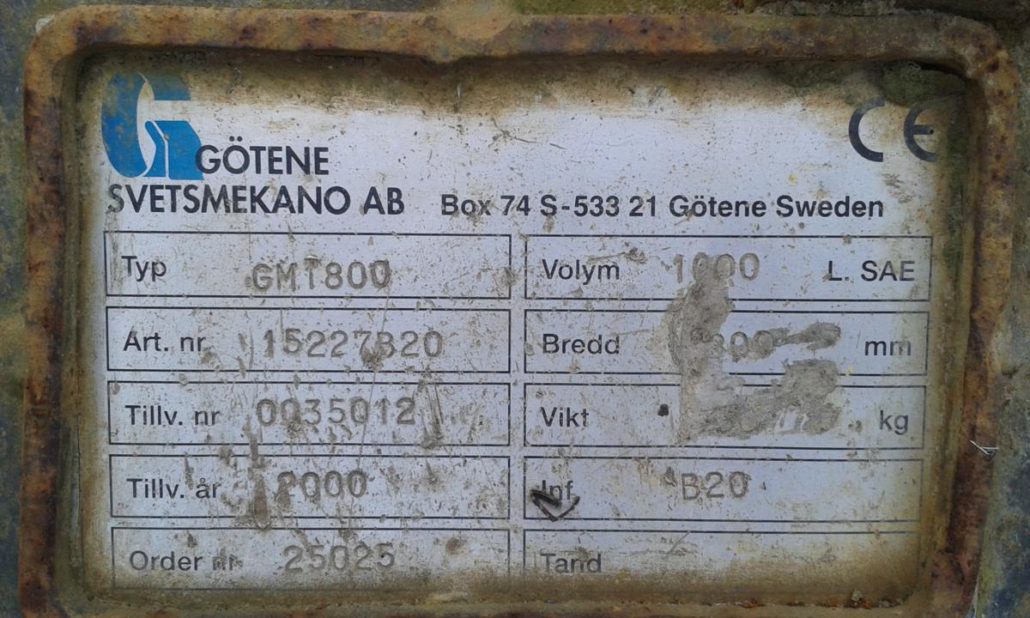 GÖTENE
SVETSMEKANO AB Box 74 S-533 21 Götene Sweden
CE
Typ GMT800
Volym 1000 L. SAE
Art. nr 15227820
Bredd mm
Tillv. nr 0035012
Vikt kg
Tillv. år 2000
Inf B20
Order nr 25025
Tand